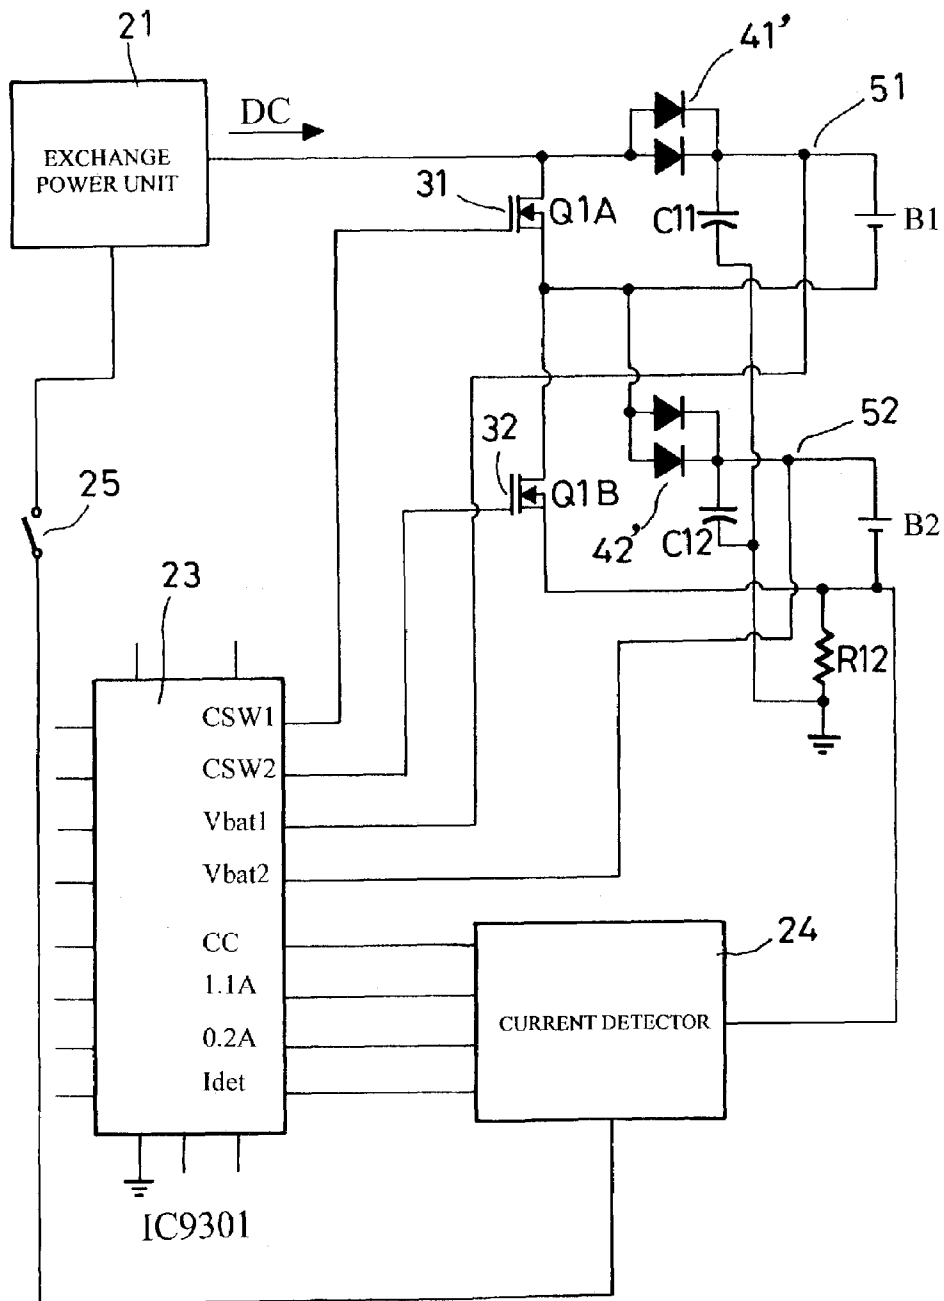 21
41'
DC
51
EXCHANGE
POWER UNIT
31
Q1A
C11
B1
32
52
25
Q1B
42'
C12
B2
23
R12
CSW1
CSW2
Vbat1
Vbat2
24
CC
1.1A
CURRENT DETECTOR
0.2A
Idet
IC9301